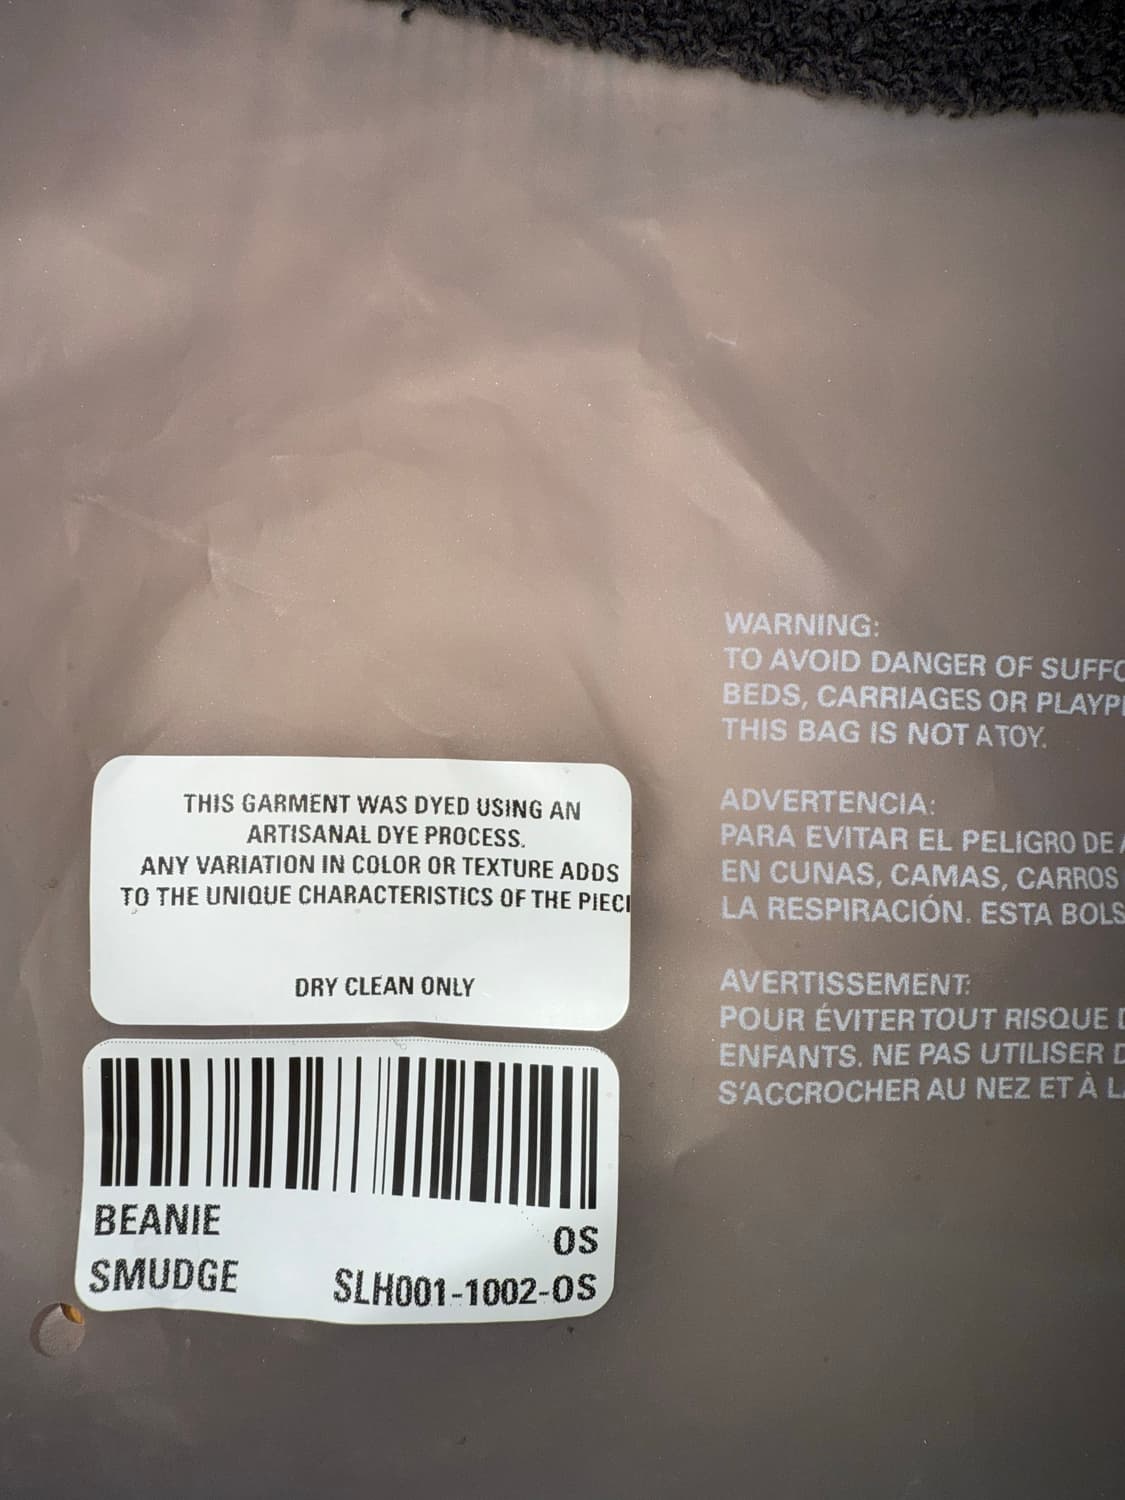 WARNING:
TO AVOID DANGER OF SUFFO
BEDS, CARRIAGES OR PLAYP
THIS BAG IS NOT A TOY.
ADVERTENCIA:
PARA EVITAR EL PELIGRO DE
EN CUNAS, CAMAS, CARROS
LA RESPIRACIÓN. ESTA BOLS
AVERTISSEMENT:
POUR ÉVITER TOUT RISQUE D
ENFANTS. NE PAS UTILISER D
S'ACCROCHER AU NEZ ET À L
THIS GARMENT WAS DYED USING AN
ARTISANAL DYE PROCESS.
ANY VARIATION IN COLOR OR TEXTURE ADDS
TO THE UNIQUE CHARACTERISTICS OF THE PIEC
DRY CLEAN ONLY
BEANIE
OS
SMUDGE
SLH001-1002-OS